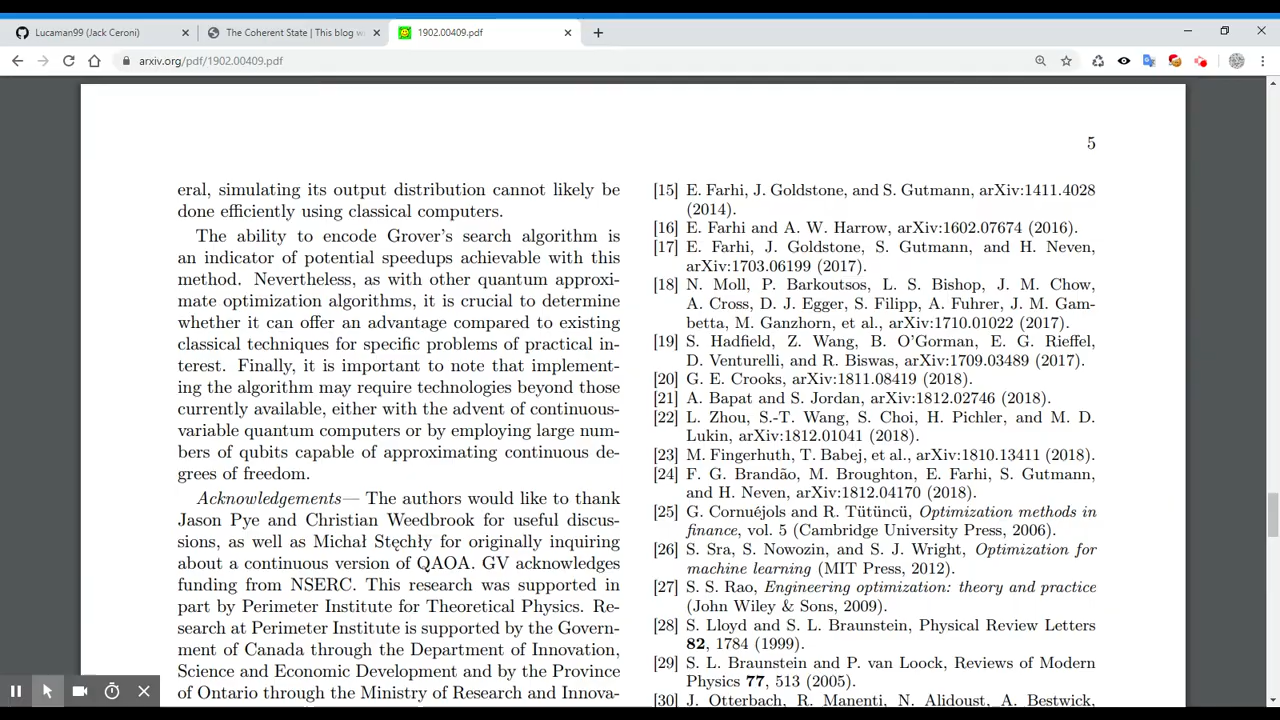 Lucaman99 (Jack Ceroni)
The Coherent State | This blog w
1902.00409.pdf
arxiv.org/pdf/1902.00409.pdf
5
eral, simulating its output distribution cannot likely be
done efficiently using classical computers.
The ability to encode Grover's search algorithm is
an indicator of potential speedups achievable with this
method. Nevertheless, as with other quantum approxi-
mate optimization algorithms, it is crucial to determine
whether it can offer an advantage compared to existing
classical techniques for specific problems of practical in-
terest. Finally, it is important to note that implement-
ing the algorithm may require technologies beyond those
currently available, either with the advent of continuous-
variable quantum computers or by employing large num-
bers of qubits capable of approximating continuous de-
grees of freedom.
Acknowledgements— The authors would like to thank
Jason Pye and Christian Weedbrook for useful discus-
sions, as well as Michał Stęchły for originally inquiring
about a continuous version of QAOA. GV acknowledges
funding from NSERC. This research was supported in
part by Perimeter Institute for Theoretical Physics. Re-
search at Perimeter Institute is supported by the Govern-
ment of Canada through the Department of Innovation,
Science and Economic Development and by the Province
of Ontario through the Ministry of Research and Innova-
[15] E. Farhi, J. Goldstone, and S. Gutmann, arXiv:1411.4028
(2014).
[16] E. Farhi and A. W. Harrow, arXiv:1602.07674 (2016).
[17] E. Farhi, J. Goldstone, S. Gutmann, and H. Neven,
arXiv:1703.06199 (2017).
[18] N. Moll, P. Barkoutsos, L. S. Bishop, J. M. Chow,
A. Cross, D. J. Egger, S. Filipp, A. Fuhrer, J. M. Gam-
betta, M. Ganzhorn, et al., arXiv:1710.01022 (2017).
[19] S. Hadfield, Z. Wang, B. O'Gorman, E. G. Rieffel,
D. Venturelli, and R. Biswas, arXiv:1709.03489 (2017).
[20] G. E. Crooks, arXiv:1811.08419 (2018).
[21] A. Bapat and S. Jordan, arXiv:1812.02746 (2018).
[22] L. Zhou, S.-T. Wang, S. Choi, H. Pichler, and M. D.
Lukin, arXiv:1812.01041 (2018).
[23] M. Fingerhuth, T. Babej, et al., arXiv:1810.13411 (2018).
[24] F. G. Brandão, M. Broughton, E. Farhi, S. Gutmann,
and H. Neven, arXiv:1812.04170 (2018).
[25] G. Cornuéjols and R. Tütüncü, Optimization methods in
finance, vol. 5 (Cambridge University Press, 2006).
[26] S. Sra, S. Nowozin, and S. J. Wright, Optimization for
machine learning (MIT Press, 2012).
[27] S. S. Rao, Engineering optimization: theory and practice
(John Wiley & Sons, 2009).
[28] S. Lloyd and S. L. Braunstein, Physical Review Letters
82, 1784 (1999).
[29] S. L. Braunstein and P. van Loock, Reviews of Modern
Physics 77, 513 (2005).
[30] J. Otterbach, R. Manenti, N. Alidoust, A. Bestwick,